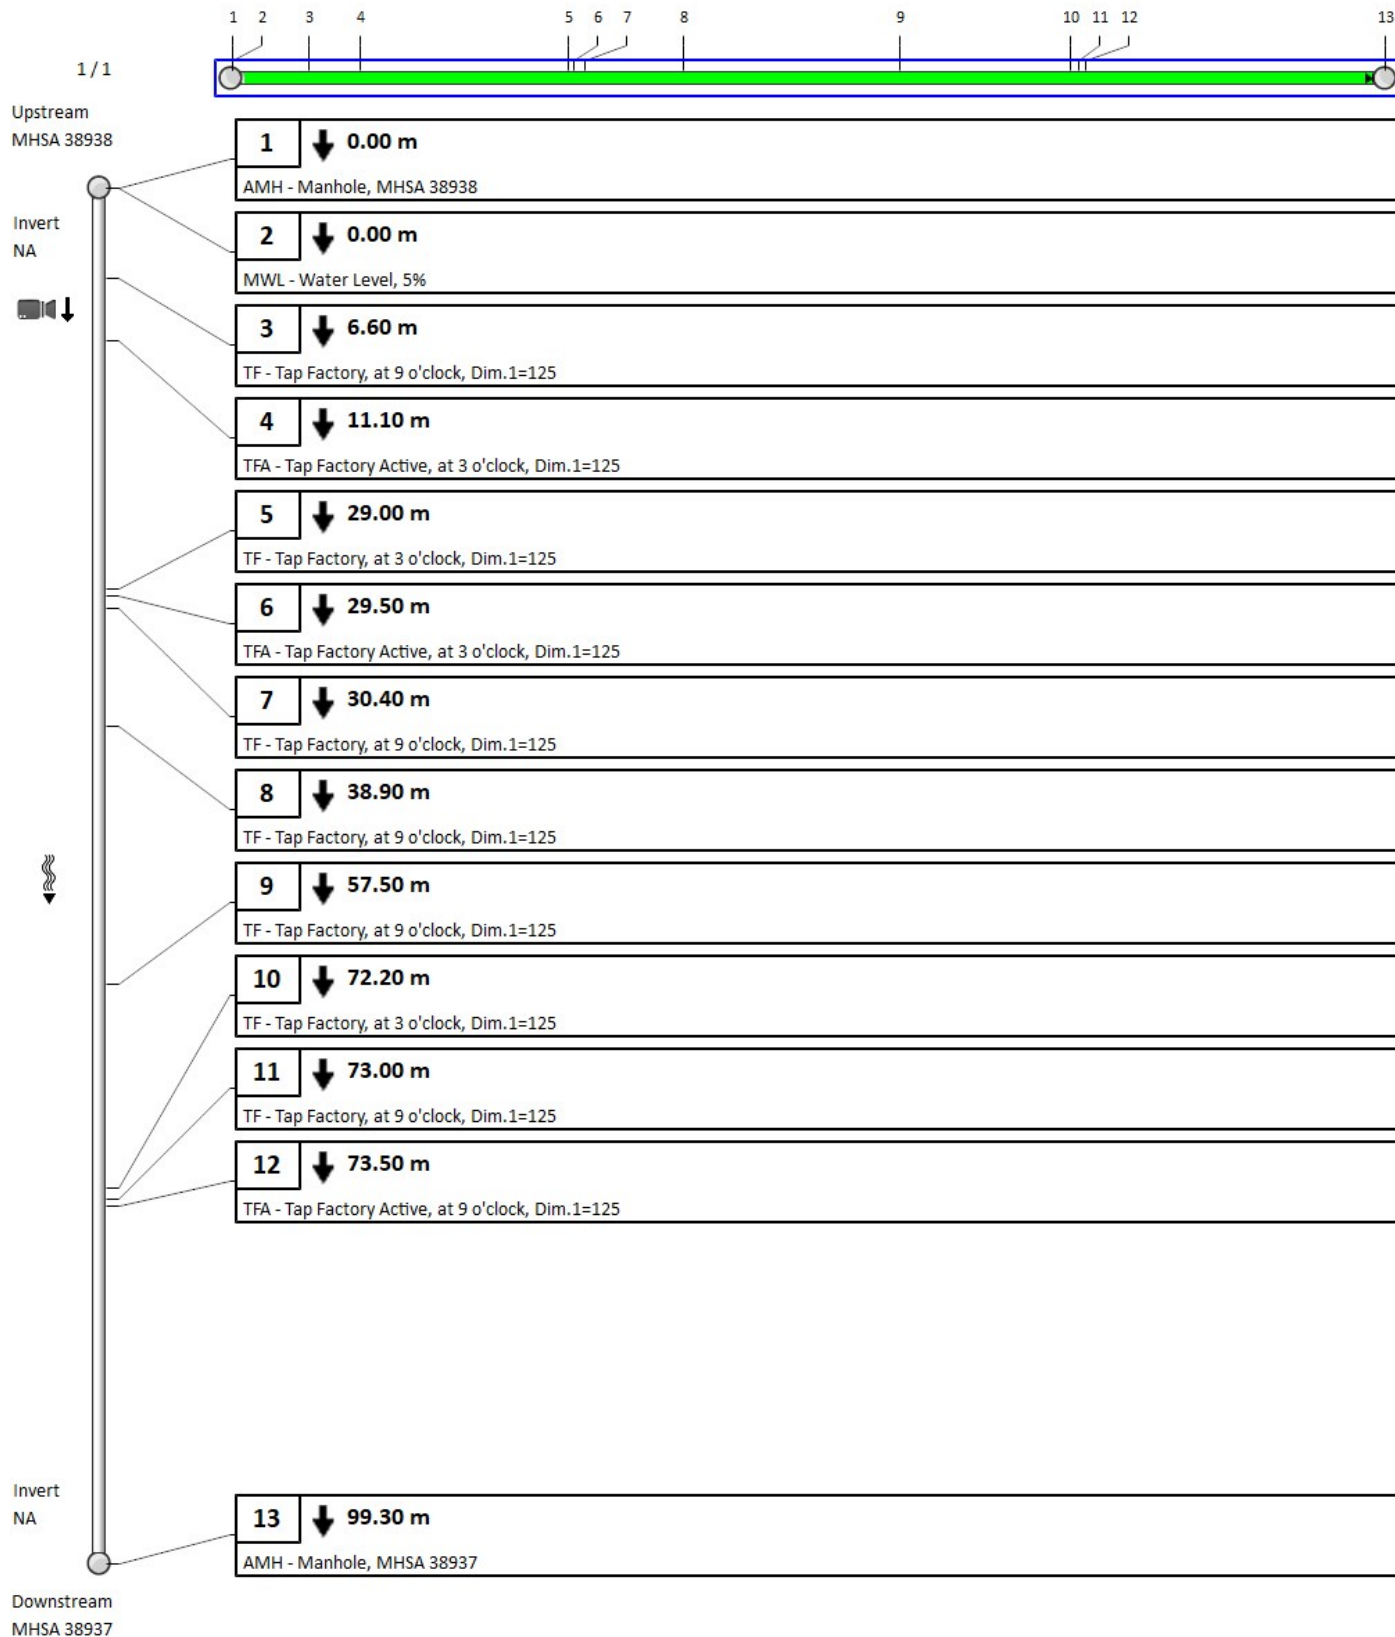 1 2 3 4 5 6 7 8 9 10 11 12 13
1 / 1
Upstream
MHSA 38938
1 0.00 m
AMH - Manhole, MHSA 38938
Invert
NA
2 0.00 m
MWL - Water Level, 5%
3 6.60 m
TF - Tap Factory, at 9 o'clock, Dim.1=125
4 11.10 m
TFA - Tap Factory Active, at 3 o'clock, Dim.1=125
5 29.00 m
TF - Tap Factory, at 3 o'clock, Dim.1=125
6 29.50 m
TFA - Tap Factory Active, at 3 o'clock, Dim.1=125
7 30.40 m
TF - Tap Factory, at 9 o'clock, Dim.1=125
8 38.90 m
TF - Tap Factory, at 9 o'clock, Dim.1=125
9 57.50 m
TF - Tap Factory, at 9 o'clock, Dim.1=125
10 72.20 m
TF - Tap Factory, at 3 o'clock, Dim.1=125
11 73.00 m
TF - Tap Factory, at 9 o'clock, Dim.1=125
12 73.50 m
TFA - Tap Factory Active, at 9 o'clock, Dim.1=125
Invert
NA
13 99.30 m
AMH - Manhole, MHSA 38937
Downstream
MHSA 38937